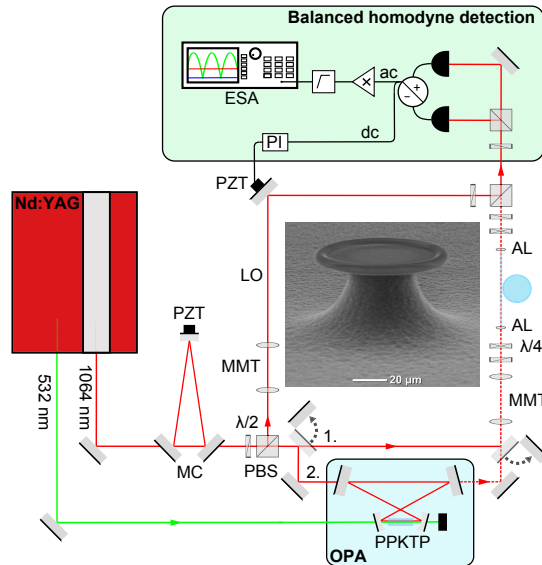 Balanced homodyne detection
ESA
ac
dc
PI
PZT
Nd:YAG
LO
AL
AL
λ/4
20 μm
PZT
MMT
MMT
532 nm
1064 nm
λ/2
1.
MC
PBS
2.
PPKTP
OPA